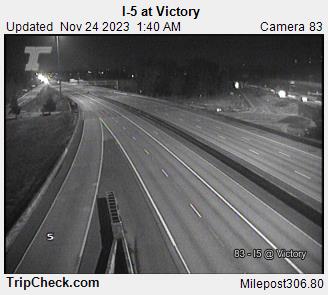 I-5 at Victory
Updated Nov 24 2023 1:40 AM Camera 83
S
83 - I5 @ Victory
TripCheck.com Milepost306.80